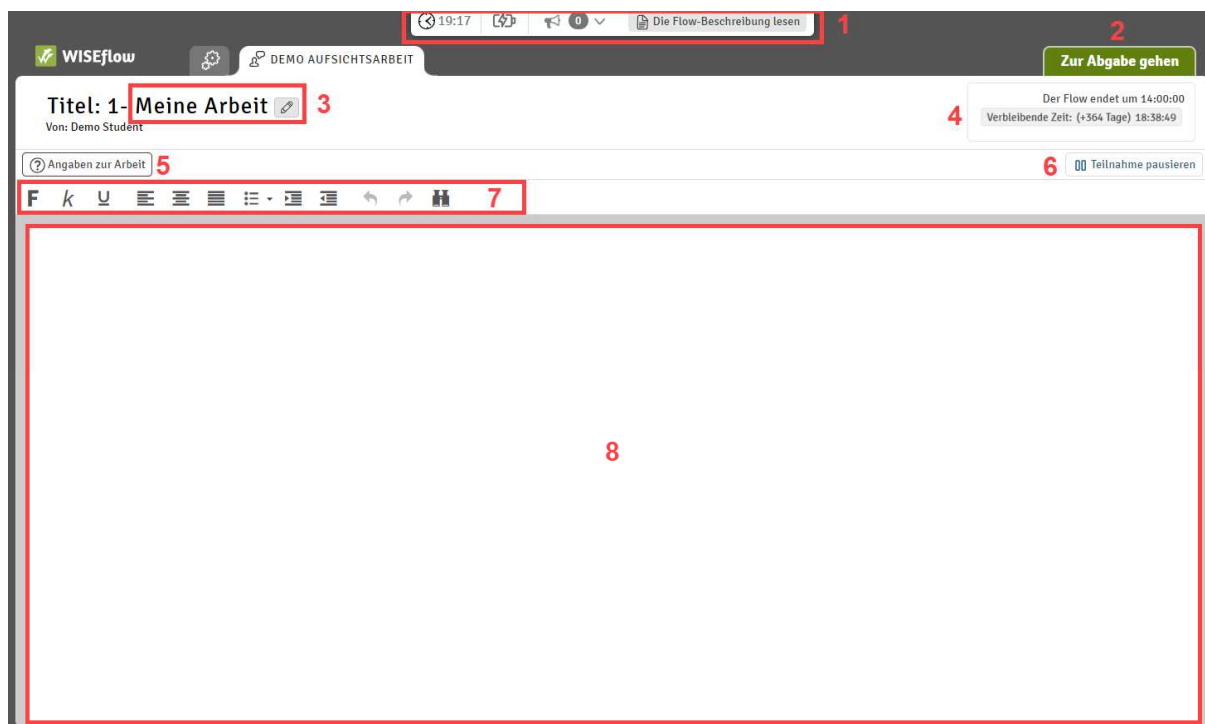 19:17 0 Die Flow-Beschreibung lesen 1
2
WISEflow DEMO AUFSICHTSARBEIT Zur Abgabe gehen
Titel: 1- Meine Arbeit 3
Von: Demo Student
Der Flow endet um 14:00:00
4 Verbleibende Zeit: (+364 Tage) 18:38:49
? Angaben zur Arbeit 5 6 Teilnahme pausieren
F k U 7
8